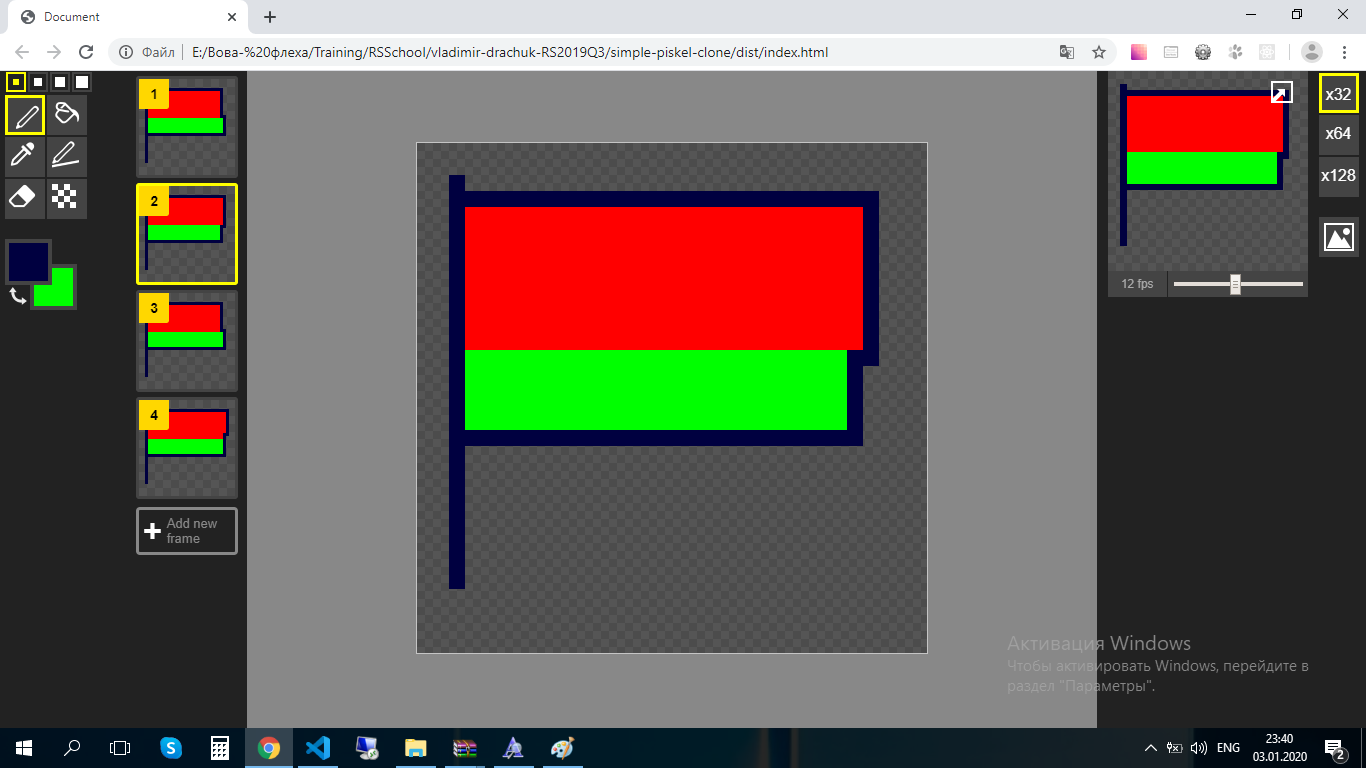 Document
Файл
E:/Вова-%20флеха/Training/RSSchool/vladimir-drachuk-RS2019Q3/simple-piskel-clone/dist/index.html
1
2
3
4
Add new
frame
x32
x64
x128
12 fps
Активация Windows
Чтобы активировать Windows, перейдите в
раздел "Параметры".
ENG
23:40
03.01.2020
2